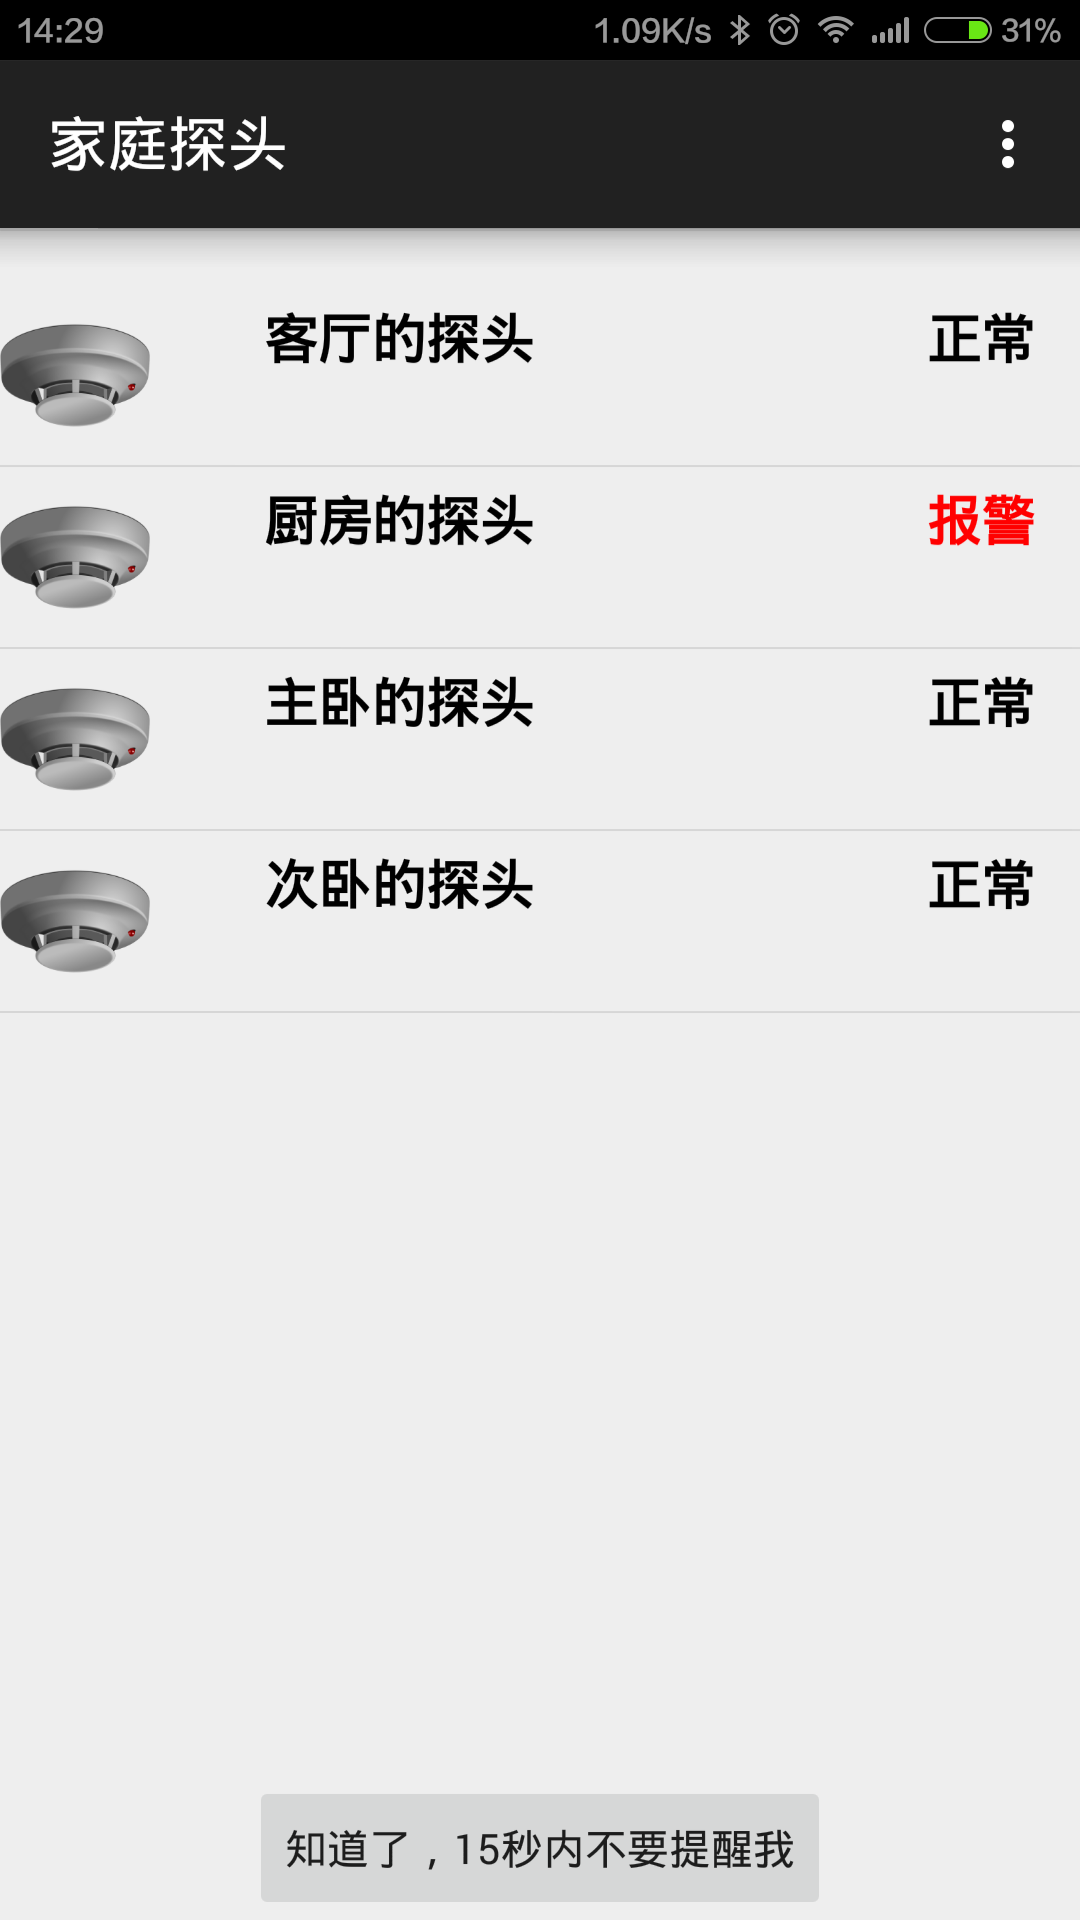 14:29 1.09K/s 31%
家庭探头
客厅的探头 正常
厨房的探头 报警
主卧的探头 正常
次卧的探头 正常
知道了，15秒内不要提醒我